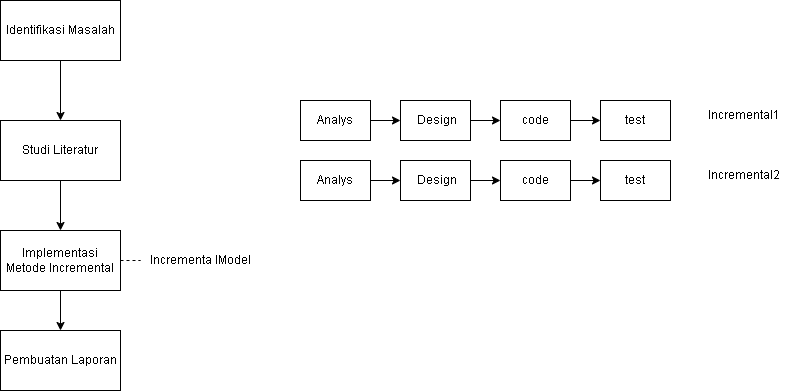 Identifikasi Masalah
Studi Literatur
Implementasi
Metode Incremental
Incrementa lModel
Pembuatan Laporan
Analys
Design
code
test
Incremental1
Analys
Design
code
test
Incremental2